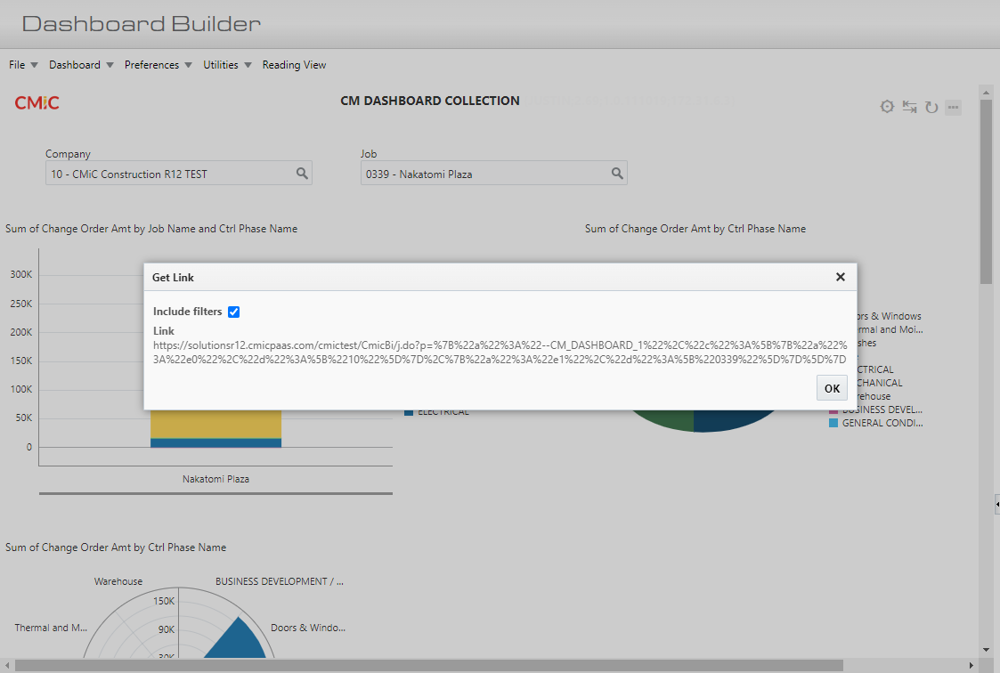 Dashboard Builder
File Dashboard Preferences Utilities Reading View
CMiC
CM DASHBOARD COLLECTION
Company
10 - CMiC Construction R12 TEST
Job
0339 - Nakatomi Plaza
Sum of Change Order Amt by Job Name and Ctrl Phase Name
Sum of Change Order Amt by Ctrl Phase Name
300K
250K
200K
150K
100K
50K
0
Nakatomi Plaza
ELECTRICAL
Get Link
Include filters
Link
https://solutionsr12.cmicpaas.com/cmictest/CmicBi/j.do?p=%7B%22a%22%3A%22--CM_DASHBOARD_1%22%2C%22c%22%3A%5B%7B%22a%22%
3A%22e0%22%2C%22d%22%3A%5B%2210%22%5D%7D%2C%7B%22a%22%3A%22e1%22%2C%22d%22%3A%5B%220339%22%5D%7D%5D%7D
OK
ors & Windows
rmal and Moi...
shes
CTRICAL
CHANICAL
rehouse
BUSINESS DEVEL...
GENERAL CONDI...
Sum of Change Order Amt by Ctrl Phase Name
Warehouse
BUSINESS DEVELOPMENT / ...
150K
Thermal and M...
90K
Doors & Windo...
30K